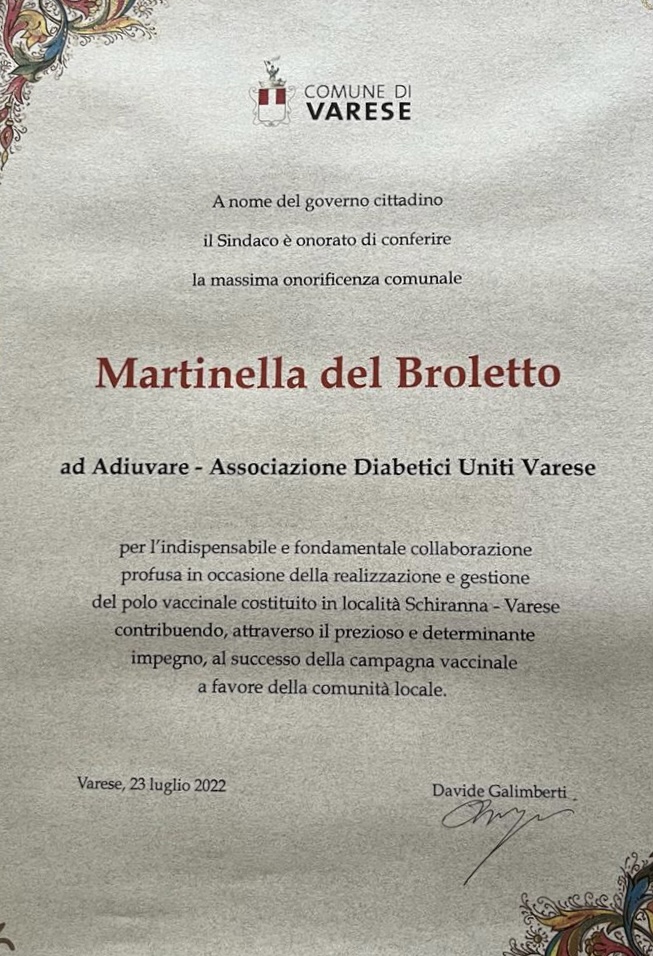 COMUNE DI
VARESE
A nome del governo cittadino
il Sindaco è onorato di conferire
la massima onorificenza comunale
Martinella del Broletto
ad Adiuvare - Associazione Diabetici Uniti Varese
per l'indispensabile e fondamentale collaborazione
profusa in occasione della realizzazione e gestione
del polo vaccinale costituito in località Schiranna - Varese
contribuendo, attraverso il prezioso e determinante
impegno, al successo della campagna vaccinale
a favore della comunità locale.
Varese, 23 luglio 2022
Davide Galimberti